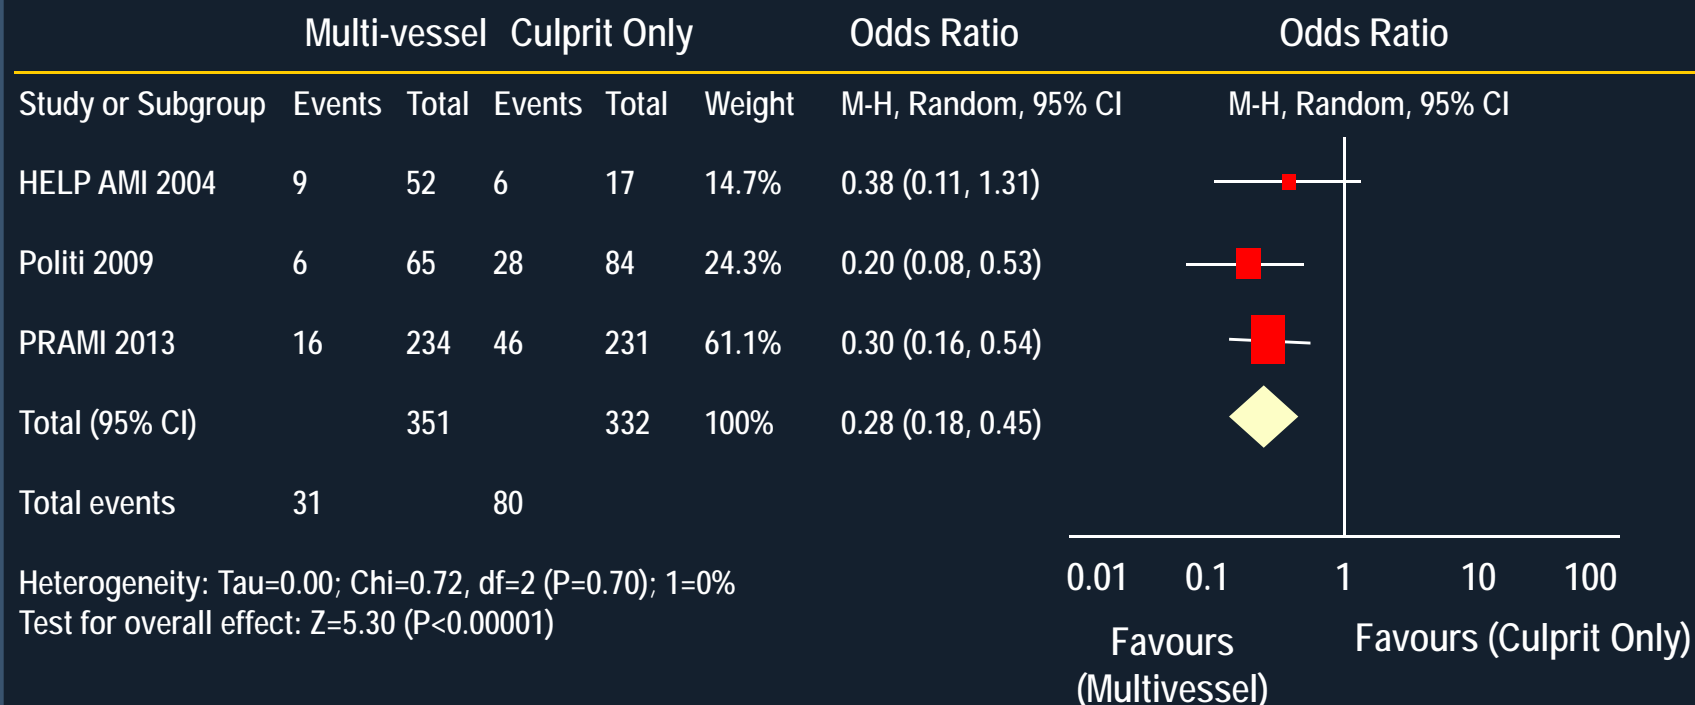 Multi-vessel Culprit Only Odds Ratio Odds Ratio
Study or Subgroup Events Total Events Total Weight M-H, Random, 95% CI M-H, Random, 95% CI
HELP AMI 2004 9 52 6 17 14.7% 0.38 (0.11, 1.31)
Politi 2009 6 65 28 84 24.3% 0.20 (0.08, 0.53)
PRAMI 2013 16 234 46 231 61.1% 0.30 (0.16, 0.54)
Total (95% CI) 351 332 100% 0.28 (0.18, 0.45)
Total events 31 80
Heterogeneity: Tau=0.00; Chi=0.72, df=2 (P=0.70); 1=0%
Test for overall effect: Z=5.30 (P<0.00001)
0.01 0.1 1 10 100
Favours
(Multivessel)
Favours (Culprit Only)